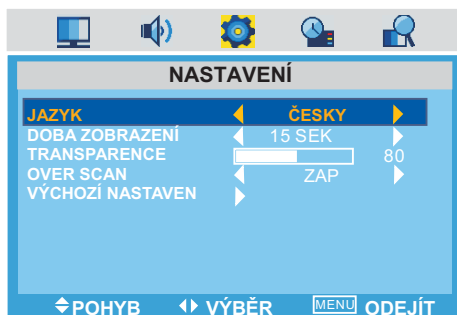 NASTAVENÍ
JAZYK ČESKY
DOBA ZOBRAZENÍ 15 SEK
TRANSPARENCE 80
OVER SCAN ZAP
VÝCHOZÍ NASTAVEN
POHYB VÝBĚR MENU ODEJÍT